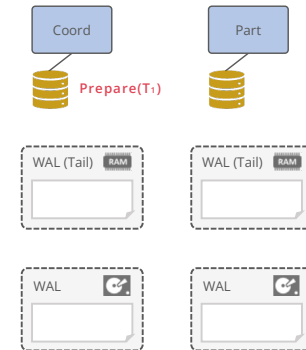 Coord Part
Prepare(T₁)
WAL (Tail) RAM WAL (Tail) RAM
WAL WAL